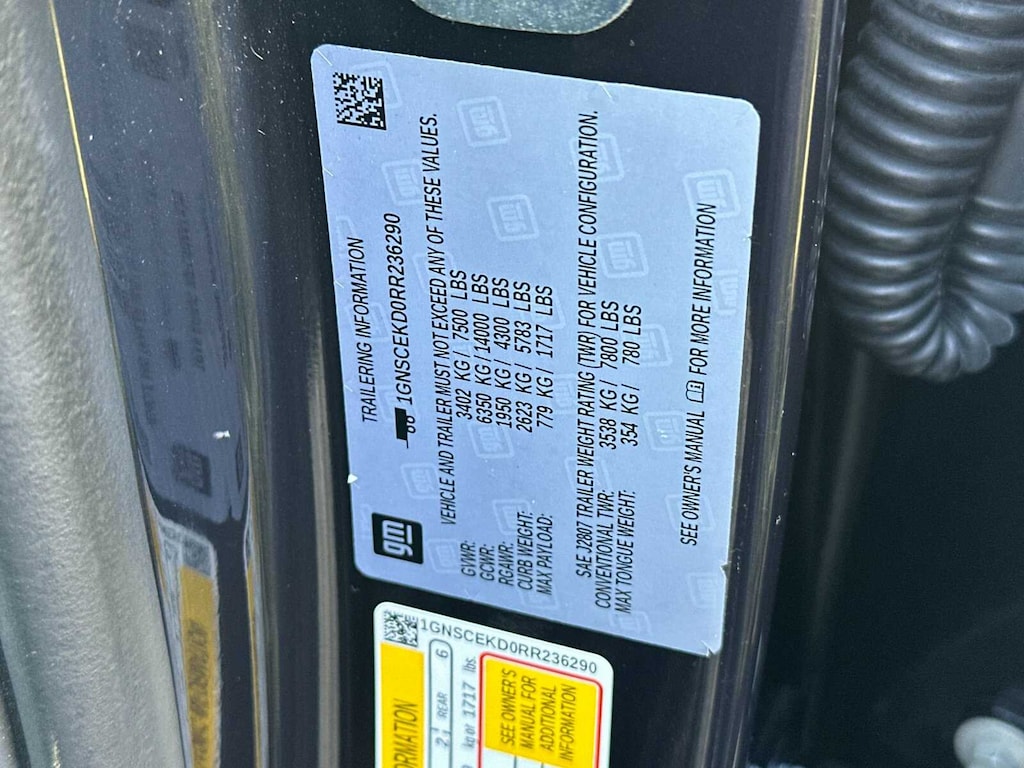 TRAILERING INFORMATION
1GNSCEKD0RR236290
gm
VEHICLE AND TRAILER MUST NOT EXCEED ANY OF THESE VALUES.
GVWR: 3402 KG / 7500 LBS
GCWR: 6350 KG / 14000 LBS
RGAWR: 1950 KG / 4300 LBS
CURB WEIGHT: 2623 KG / 5783 LBS
MAX PAYLOAD: 779 KG / 1717 LBS
SAE J2807 TRAILER WEIGHT RATING (TWR FOR VEHICLE CONFIGURATION.
CONVENTIONAL TWR: 3538 KG / 7800 LBS
MAX TONGUE WEIGHT: 354 KG / 780 LBS
SEE OWNER'S MANUAL FOR MORE INFORMATION
1GNSCEKD0RR236290
REAR 6
kg or 1717 lbs.
SEE OWNER'S
MANUAL FOR
ADDITIONAL
INFORMATION